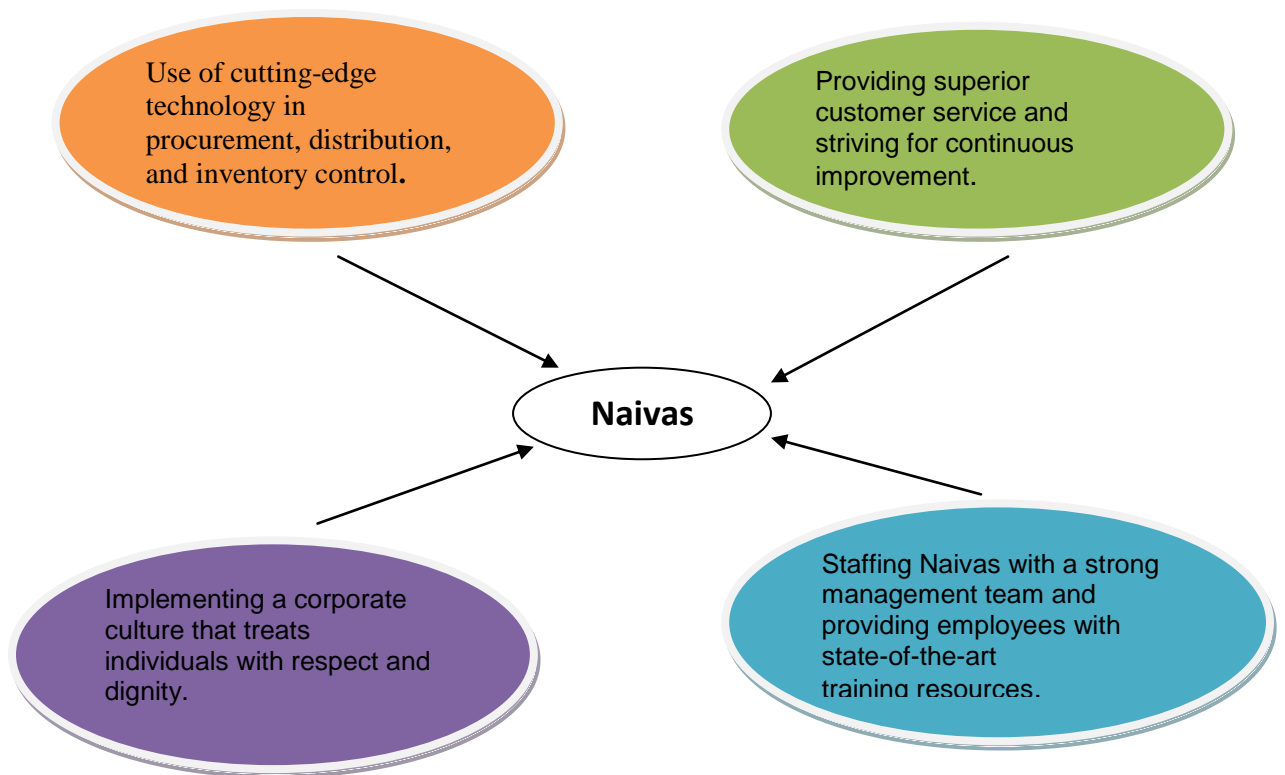 Use of cutting-edge
technology in
procurement, distribution,
and inventory control.
Providing superior
customer service and
striving for continuous
improvement.
Naivas
Implementing a corporate
culture that treats
individuals with respect and
dignity.
Staffing Naivas with a strong
management team and
providing employees with
state-of-the-art
training resources.